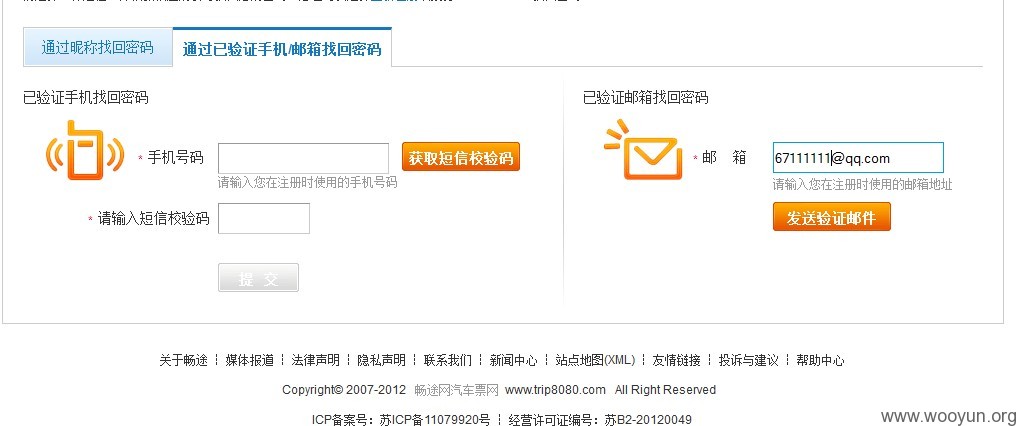 通过昵称找回密码
通过已验证手机/邮箱找回密码
已验证手机找回密码
* 手机号码
获取短信校验码
请输入您在注册时使用的手机号码
* 请输入短信校验码
提 交
已验证邮箱找回密码
* 邮 箱
67111111@qq.com
请输入您在注册时使用的邮箱地址
发送验证邮件
关于畅途 ┆ 媒体报道 ┆ 法律声明 ┆ 隐私声明 ┆ 联系我们 ┆ 新闻中心 ┆ 站点地图(XML) ┆ 友情链接 ┆ 投诉与建议 ┆ 帮助中心
Copyright© 2007-2012 畅途网汽车票网 www.trip8080.com All Right Reserved
ICP备案号：苏ICP备11079920号 ┆ 经营许可证编号：苏B2-20120049
www.wooyun.org